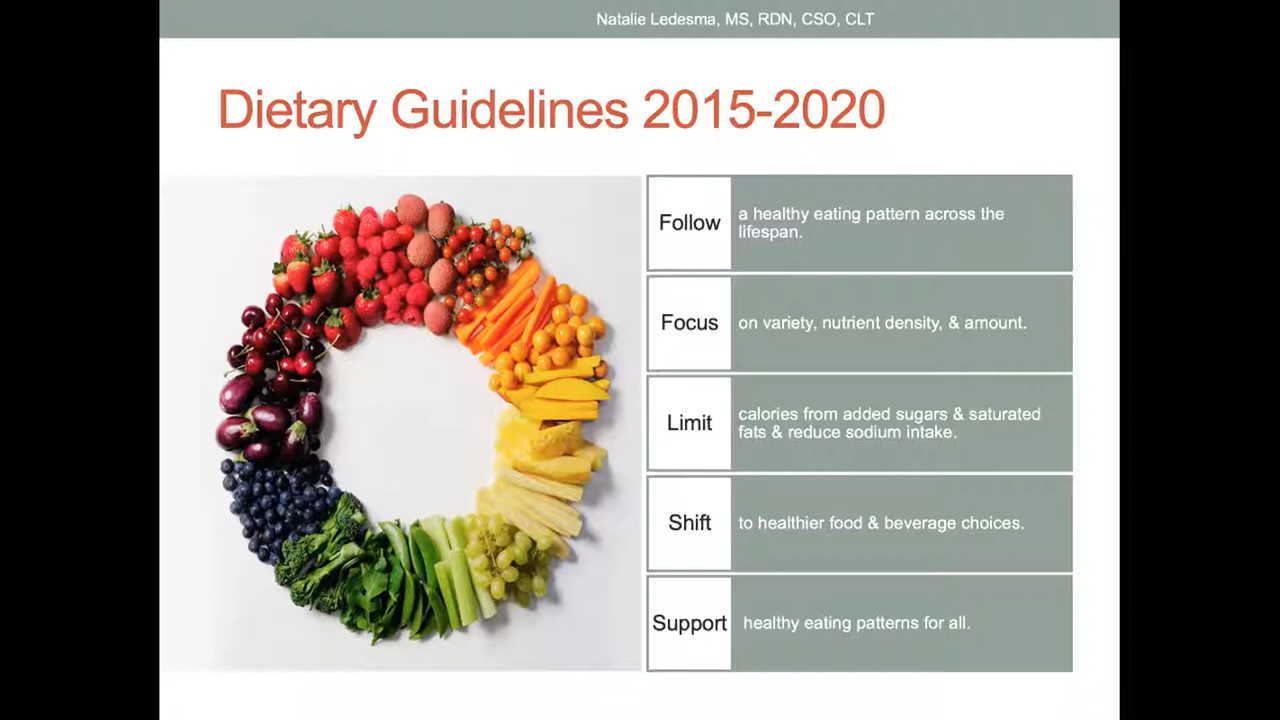 Natalie Ledesma, MS, RDN, CSO, CLT
Dietary Guidelines 2015-2020
Follow
a healthy eating pattern across the
lifespan.
Focus
on variety, nutrient density, & amount.
Limit
calories from added sugars & saturated
fats & reduce sodium intake.
Shift
to healthier food & beverage choices.
Support
healthy eating patterns for all.